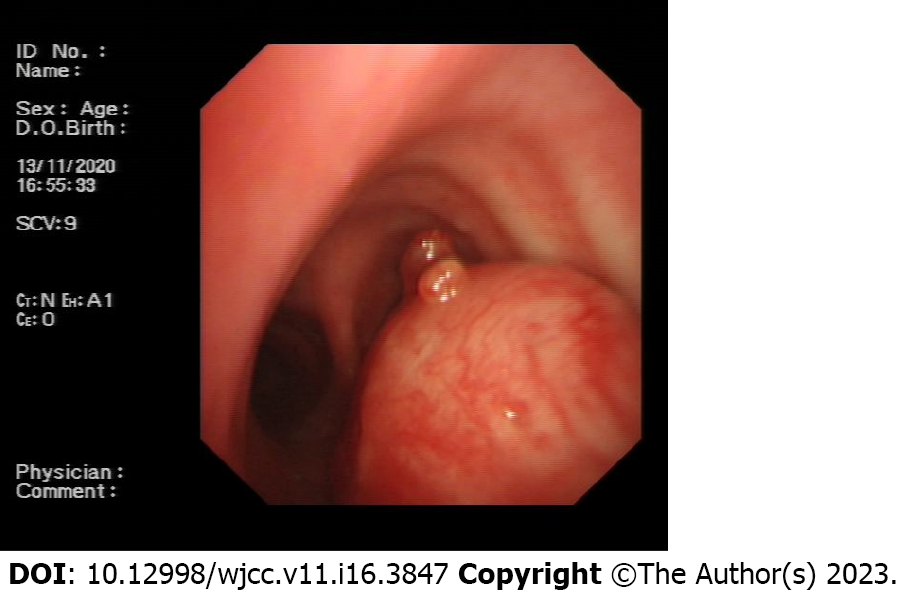 ID No. :
Name:
Sex: Age:
D.O.Birth:
13/11/2020
16:55:33
SCV:9
CT:N EH:A1
CE:0
Physician:
Comment:
DOI: 10.12998/wjcc.v11.i16.3847 Copyright ©The Author(s) 2023.